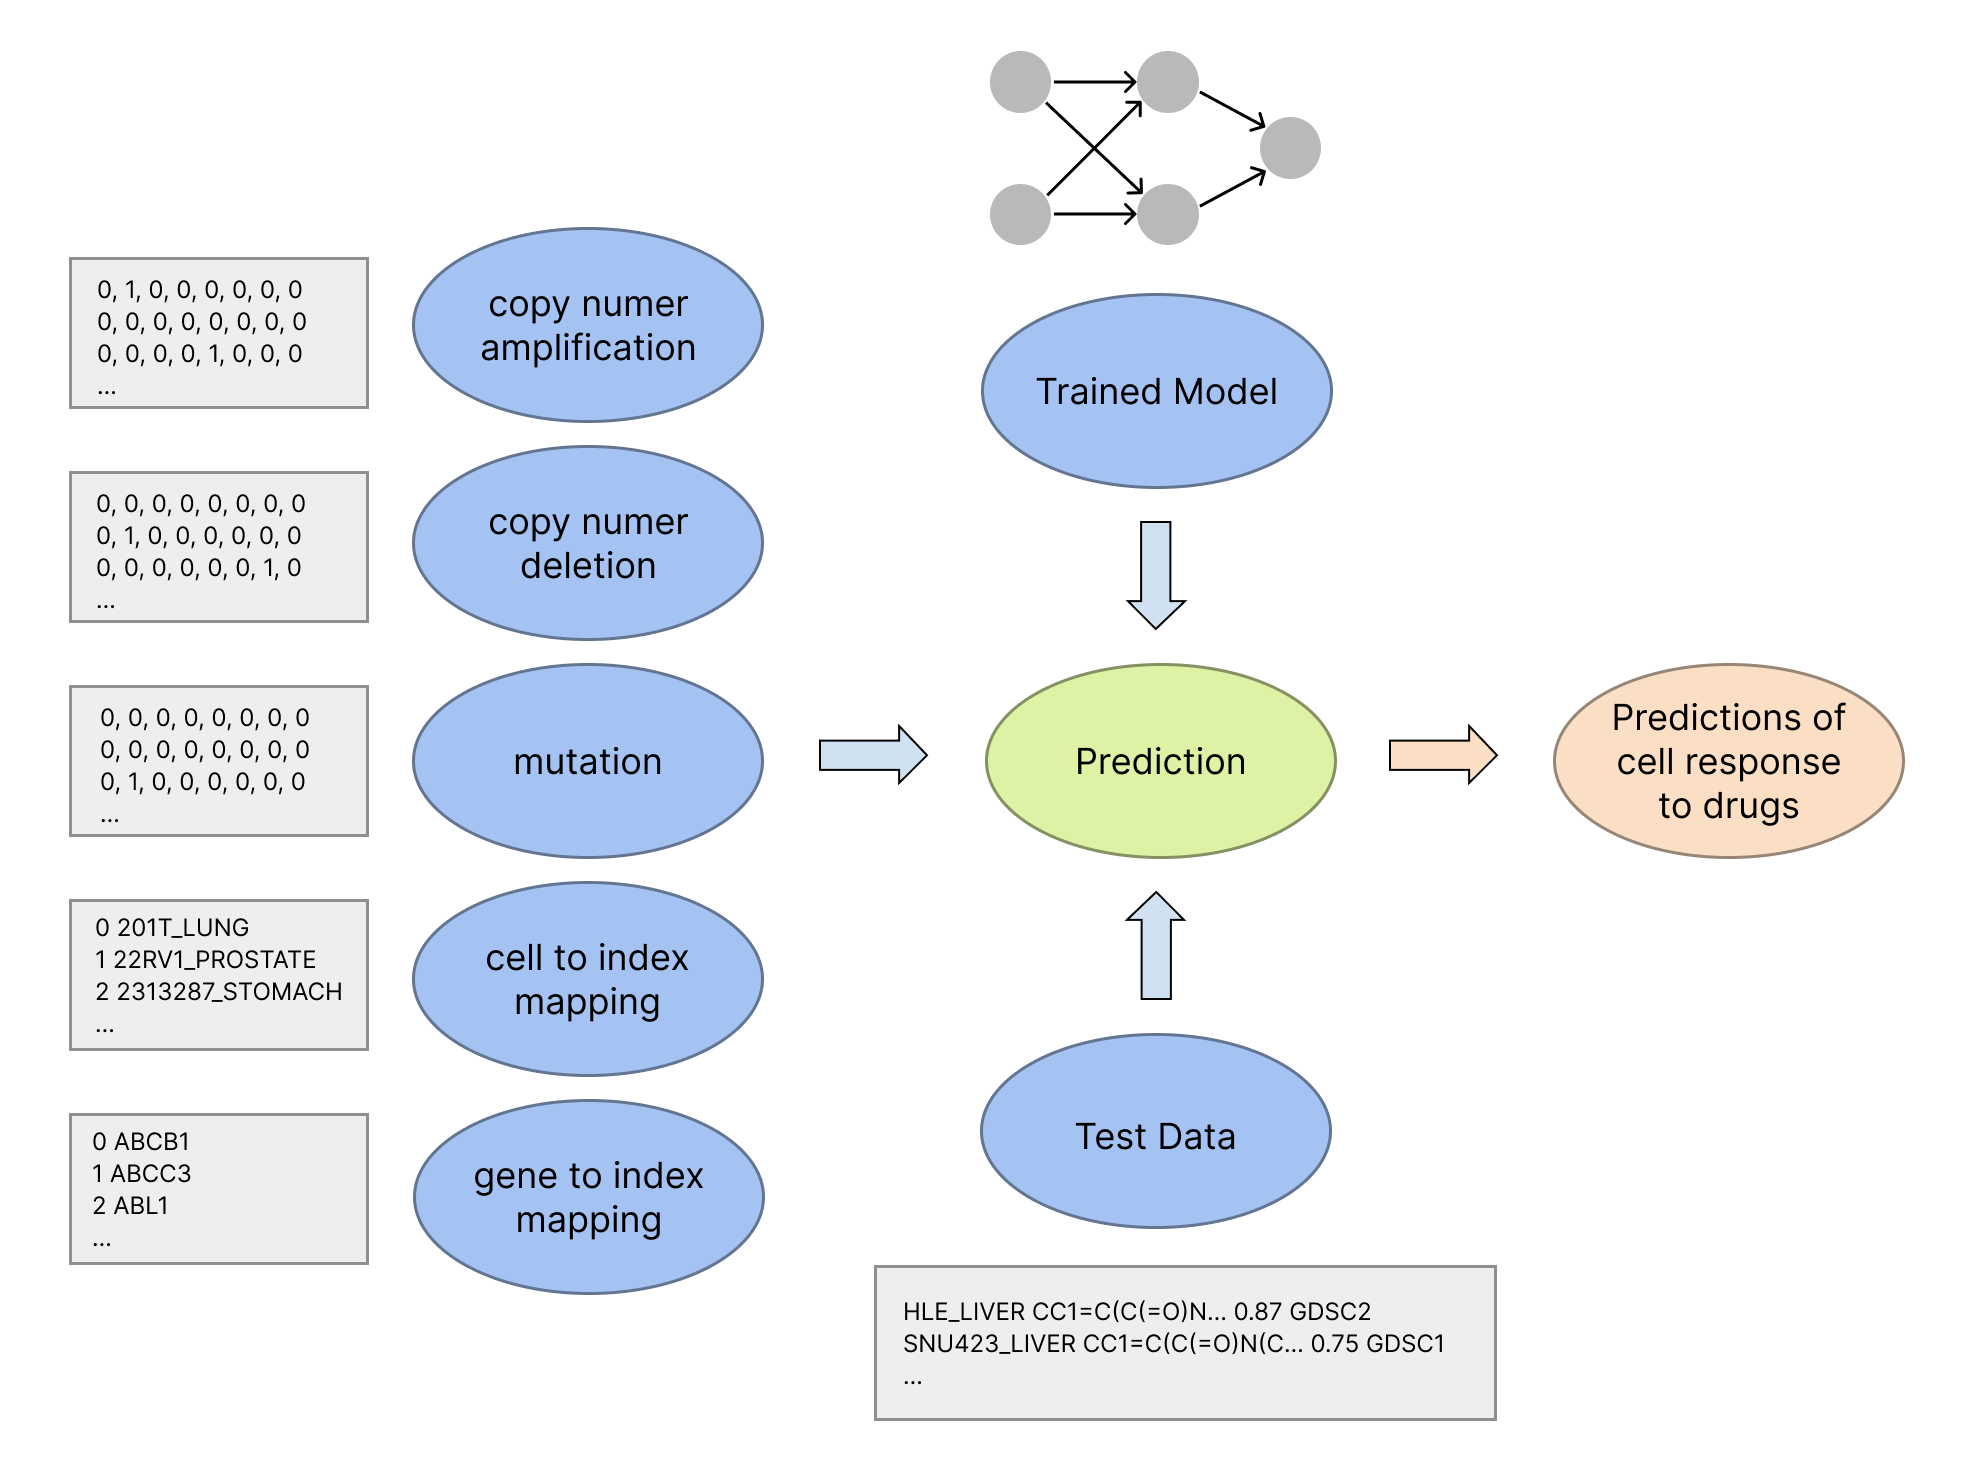 0, 1, 0, 0, 0, 0, 0, 0
0, 0, 0, 0, 0, 0, 0, 0
0, 0, 0, 0, 1, 0, 0, 0
...
copy numer
amplification
0, 0, 0, 0, 0, 0, 0, 0
0, 1, 0, 0, 0, 0, 0, 0
0, 0, 0, 0, 0, 0, 1, 0
...
copy numer
deletion
0, 0, 0, 0, 0, 0, 0, 0
0, 0, 0, 0, 0, 0, 0, 0
0, 1, 0, 0, 0, 0, 0, 0
...
mutation
0 201T_LUNG
1 22RV1_PROSTATE
2 2313287_STOMACH
...
cell to index
mapping
0 ABCB1
1 ABCC3
2 ABL1
...
gene to index
mapping
Trained Model
Prediction
Test Data
HLE_LIVER CC1=C(C(=O)N... 0.87 GDSC2
SNU423_LIVER CC1=C(C(=O)N(C... 0.75 GDSC1
...
Predictions of
cell response
to drugs